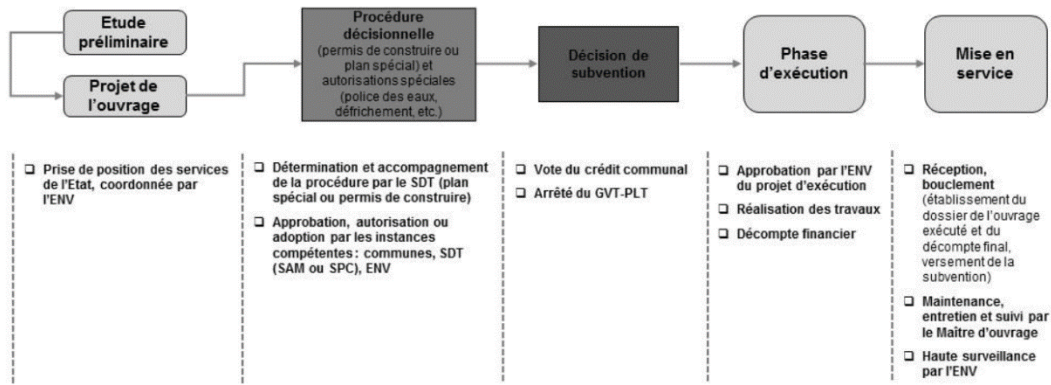 Etude
préliminaire
Projet de
l'ouvrage
Procédure
décisionnelle
(permis de construire ou
plan spécial) et
autorisations spéciales
(police des eaux,
défrichement, etc.)
Décision de
subvention
Phase
d'exécution
Mise en
service
Prise de position des services
de l'Etat, coordonnée par
l'ENV
Détermination et accompagnement
de la procédure par le SDT (plan
spécial ou permis de construire)
Approbation, autorisation ou
adoption par les instances
compétentes : communes, SDT
(SAM ou SPC), ENV
Vote du crédit communal
Arrêté du GVT-PLT
Approbation par l'ENV
du projet d'exécution
Réalisation des travaux
Décompte financier
Réception,
bouclement
(établissement du
dossier de l'ouvrage
exécuté et du
décompte final,
versement de la
subvention)
Maintenance,
entretien et suivi par
le Maître d'ouvrage
Haute surveillance
par l'ENV